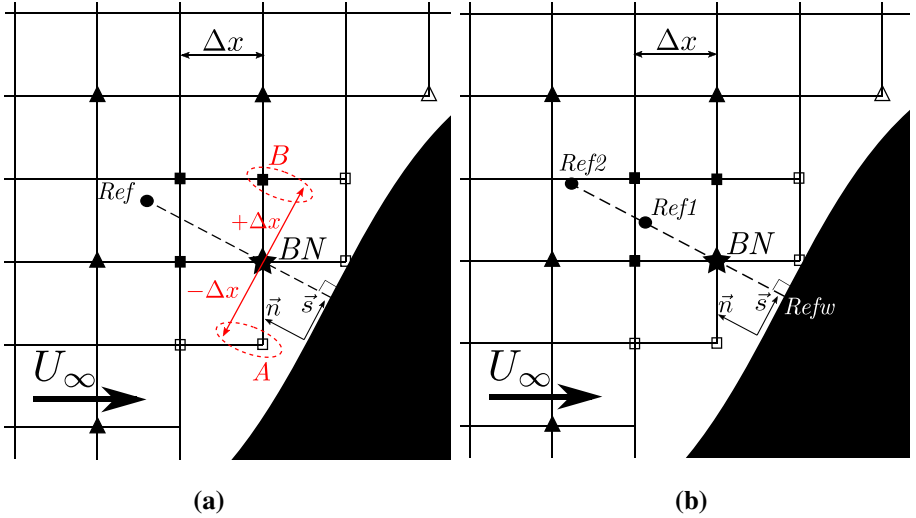 Δx
B
Ref
+Δx
BN
−Δx
n⃗
s⃗
A
U∞
(a)
Δx
Ref2
Ref1
BN
n⃗
s⃗
Refw
U∞
(b)